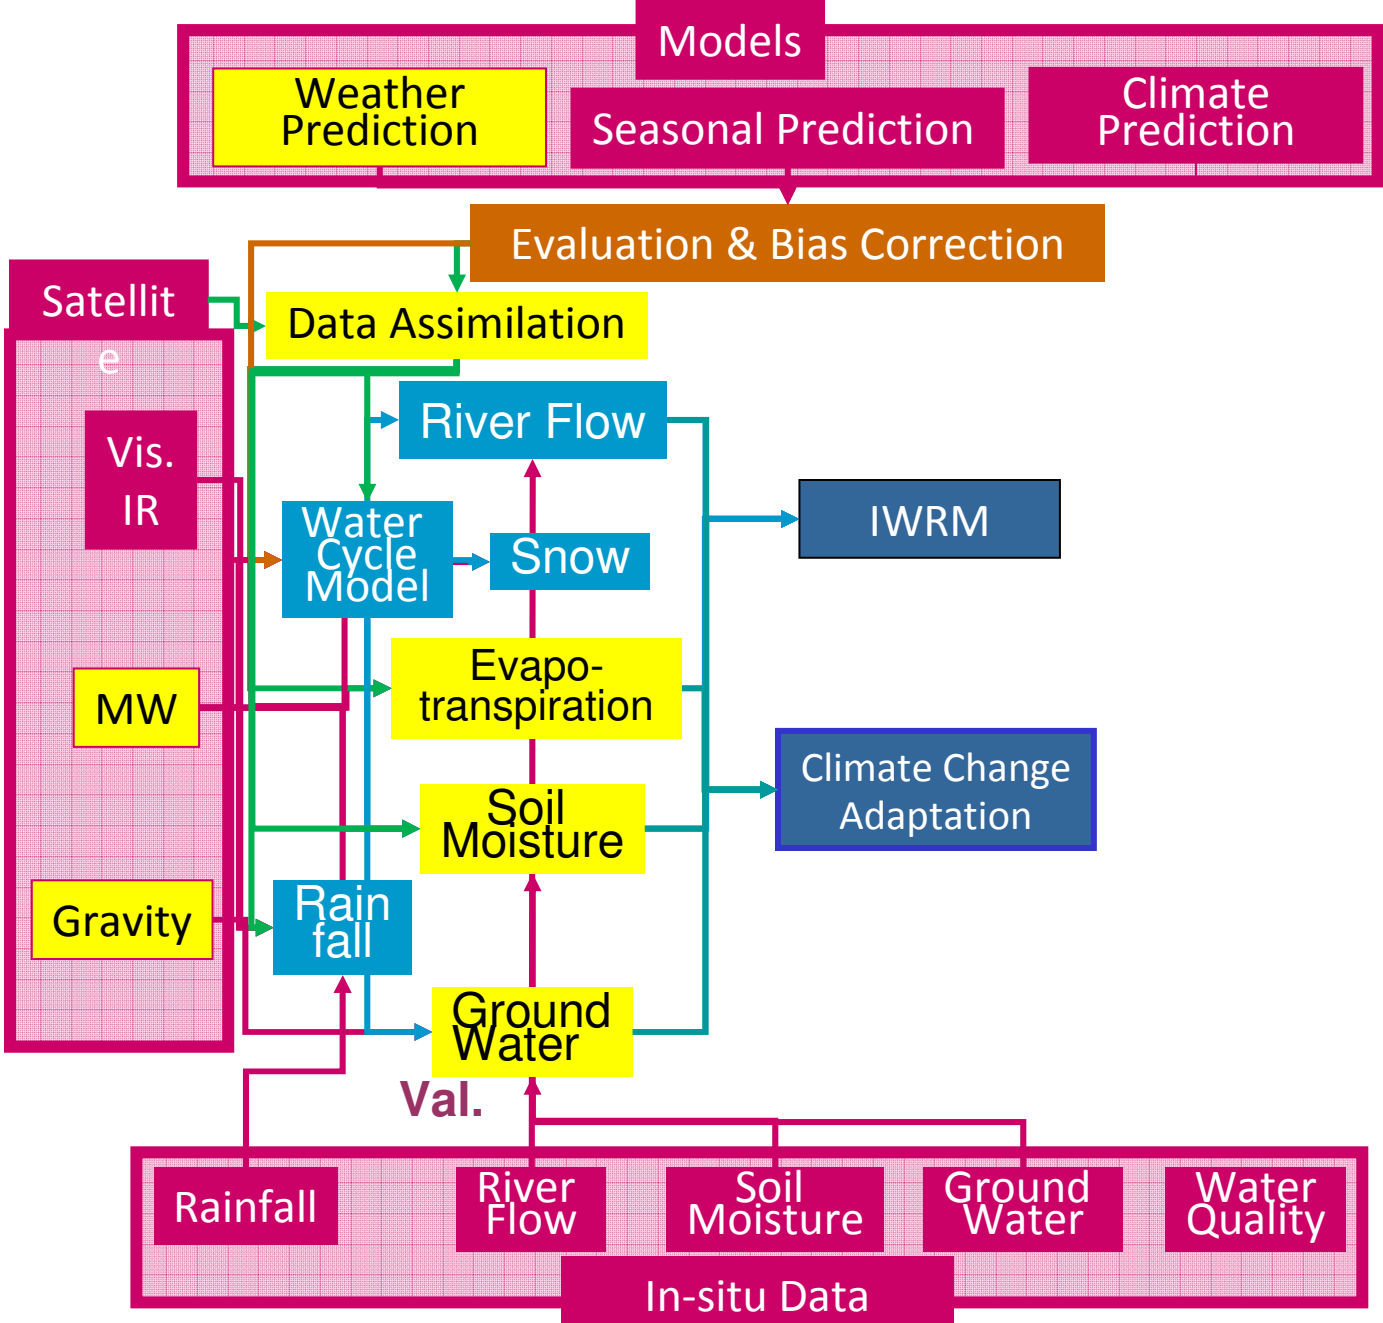 Models
Weather
Prediction
Seasonal Prediction
Climate
Prediction
Evaluation & Bias Correction
Satellit
e
Data Assimilation
River Flow
Vis.
IR
Water
Cycle
Model
Snow
IWRM
Evapo-
transpiration
MW
Climate Change
Adaptation
Soil
Moisture
Gravity
Rain
fall
Ground
Water
Val.
Rainfall
River
Flow
Soil
Moisture
Ground
Water
Water
Quality
In-situ Data